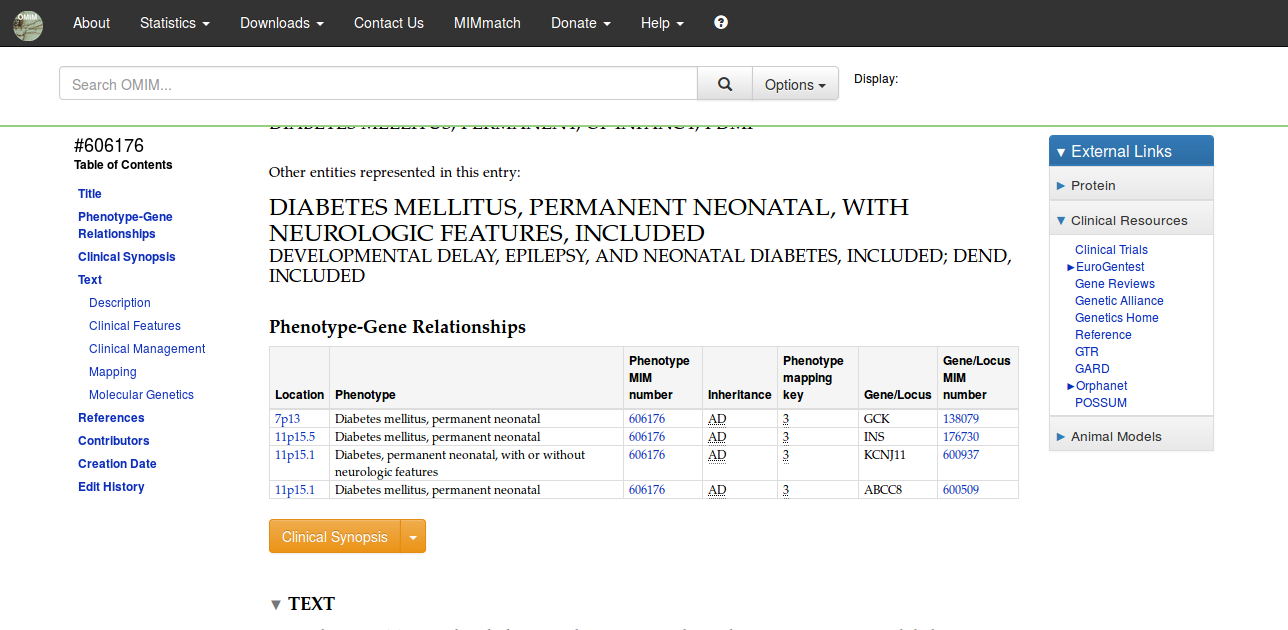 OMIM
About Statistics Downloads Contact Us MIMmatch Donate Help ?
Search OMIM... Options Display:
#606176
Table of Contents
Title
Phenotype-Gene
Relationships
Clinical Synopsis
Text
Description
Clinical Features
Clinical Management
Mapping
Molecular Genetics
References
Contributors
Creation Date
Edit History
DIABETES MELLITUS, PERMANENT, OF INFANCY; PDMI
Other entities represented in this entry:
DIABETES MELLITUS, PERMANENT NEONATAL, WITH
NEUROLOGIC FEATURES, INCLUDED
DEVELOPMENTAL DELAY, EPILEPSY, AND NEONATAL DIABETES, INCLUDED; DEND,
INCLUDED
Phenotype-Gene Relationships
Location Phenotype Phenotype MIM number Inheritance Phenotype mapping key Gene/Locus Gene/Locus MIM number
7p13 Diabetes mellitus, permanent neonatal 606176 AD 3 GCK 138079
11p15.5 Diabetes mellitus, permanent neonatal 606176 AD 3 INS 176730
11p15.1 Diabetes, permanent neonatal, with or without 606176 AD 3 KCNJ11 600937
neurologic features
11p15.1 Diabetes mellitus, permanent neonatal 606176 AD 3 ABCC8 600509
Clinical Synopsis
▼ TEXT
▼ External Links
► Protein
▼ Clinical Resources
Clinical Trials
►EuroGentest
Gene Reviews
Genetic Alliance
Genetics Home
Reference
GTR
GARD
►Orphanet
POSSUM
► Animal Models